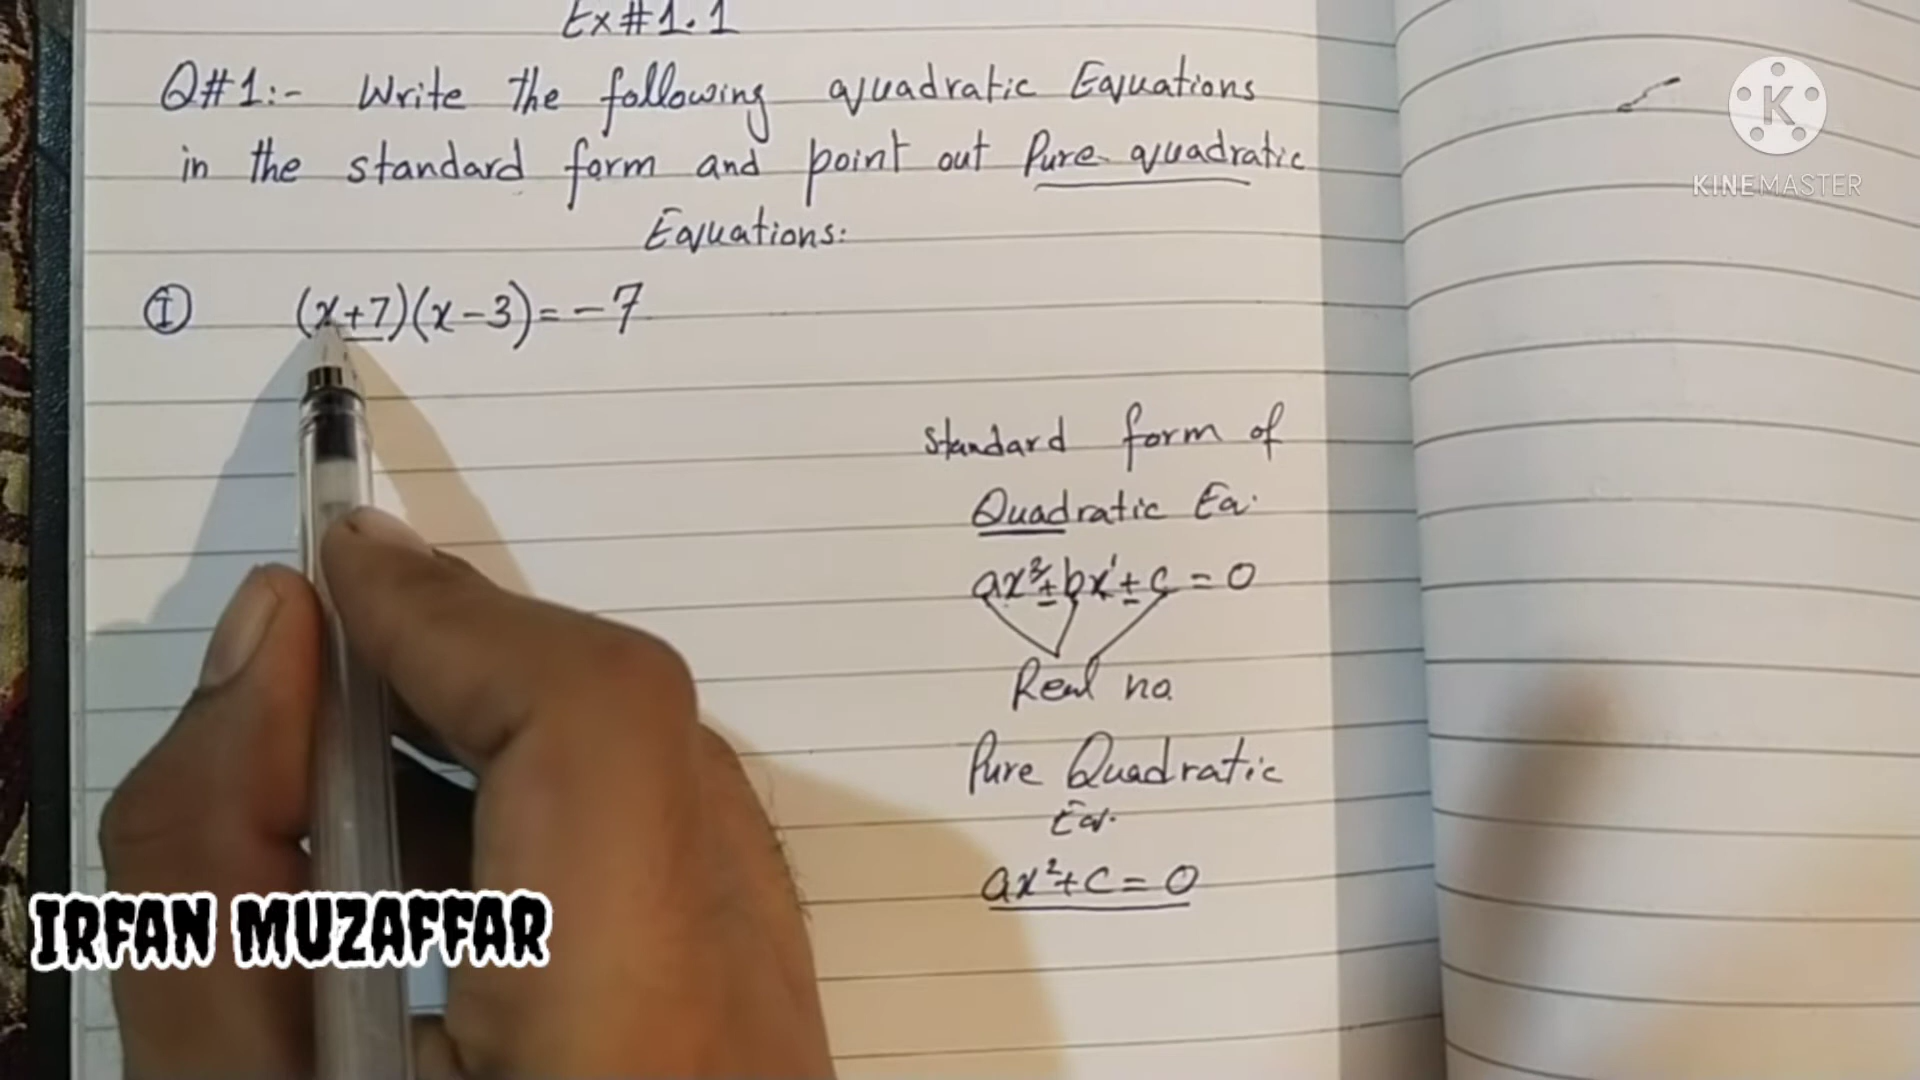 Ex#1.1
Q#1:- Write the following quadratic Equations
in the standard form and point out Pure quadratic
Equations:
(I) (x+7)(x-3)=-7
Standard form of
Quadratic Eq.
ax²+bx¹+c=0
Real no.
Pure Quadratic
Eq.
ax²+c=0
K
KINEMASTER
IRFAN MUZAFFAR